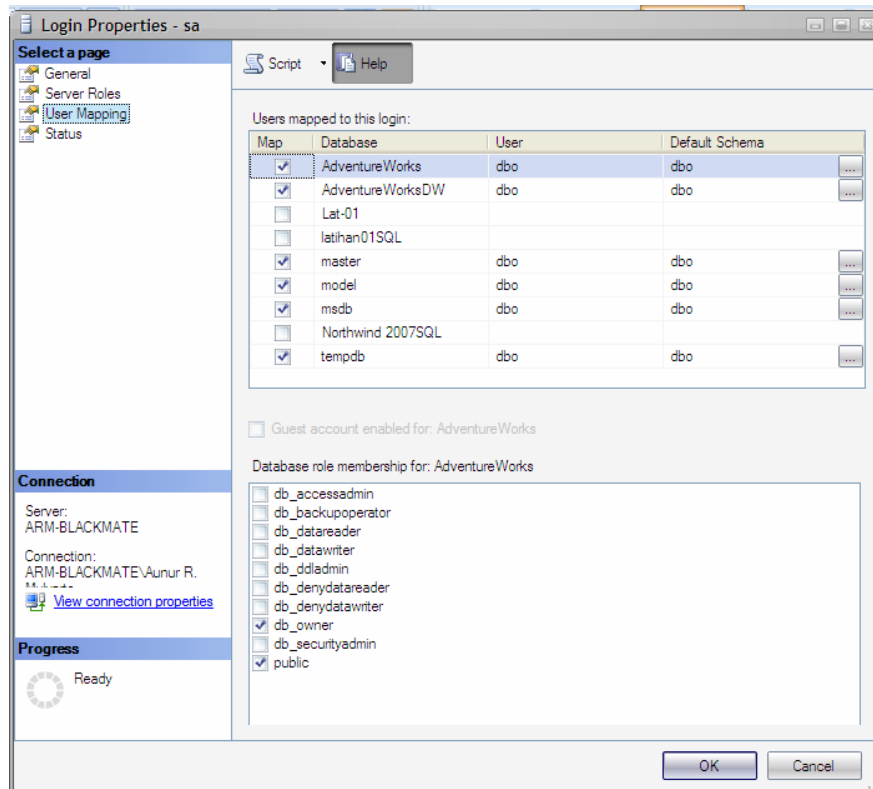 Login Properties - sa
Select a page
General
Server Roles
User Mapping
Status
Script
Help
Users mapped to this login:
Map Database User Default Schema
AdventureWorks dbo dbo ...
AdventureWorksDW dbo dbo ...
Lat-01
latihan01SQL
master dbo dbo ...
model dbo dbo ...
msdb dbo dbo ...
Northwind 2007SQL
tempdb dbo dbo ...
Guest account enabled for: AdventureWorks
Database role membership for: AdventureWorks
db_accessadmin
db_backupoperator
db_datareader
db_datawriter
db_ddladmin
db_denydatareader
db_denydatawriter
db_owner
db_securityadmin
public
Connection
Server:
ARM-BLACKMATE
Connection:
ARM-BLACKMATE\Aunur R.
View connection properties
Progress
Ready
OK
Cancel